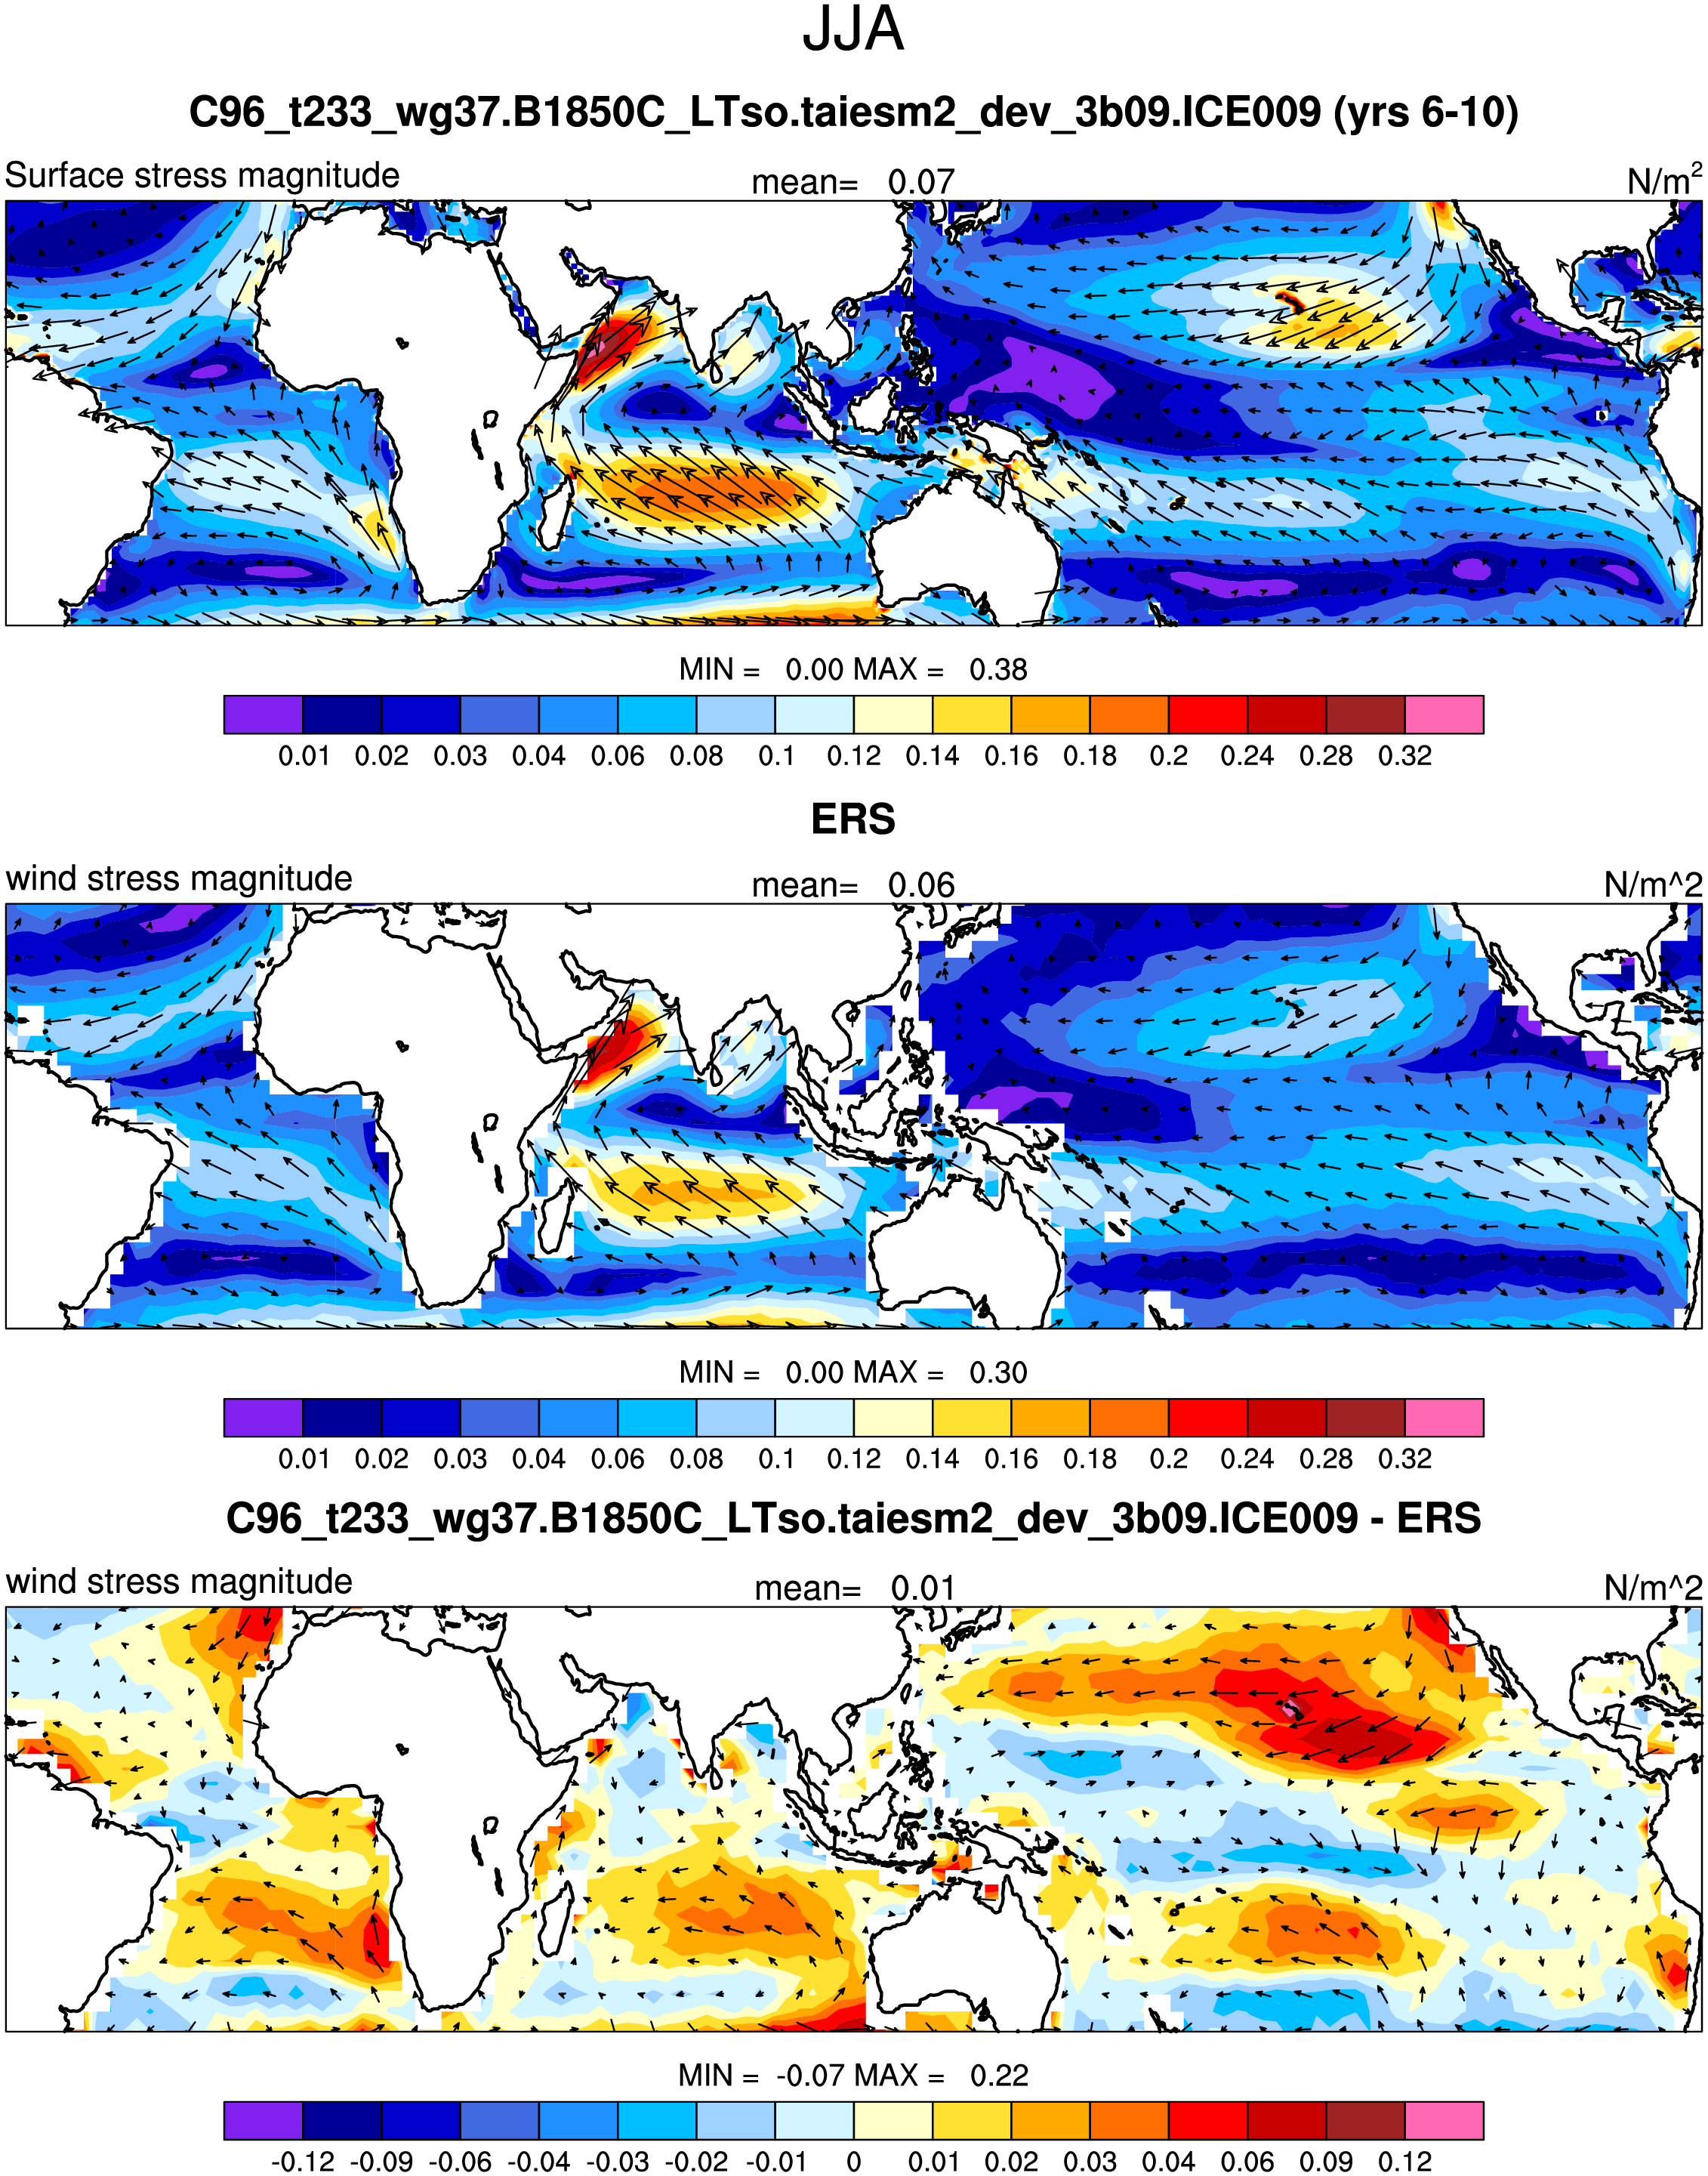 JJA
C96_t233_wg37.B1850C_LTso.taiesm2_dev_3b09.ICE009 (yrs 6-10)
Surface stress magnitude mean= 0.07 N/m²
MIN = 0.00 MAX = 0.38
0.01 0.02 0.03 0.04 0.06 0.08 0.1 0.12 0.14 0.16 0.18 0.2 0.24 0.28 0.32
ERS
wind stress magnitude mean= 0.06 N/m^2
MIN = 0.00 MAX = 0.30
0.01 0.02 0.03 0.04 0.06 0.08 0.1 0.12 0.14 0.16 0.18 0.2 0.24 0.28 0.32
C96_t233_wg37.B1850C_LTso.taiesm2_dev_3b09.ICE009 - ERS
wind stress magnitude mean= 0.01 N/m^2
MIN = -0.07 MAX = 0.22
-0.12 -0.09 -0.06 -0.04 -0.03 -0.02 -0.01 0 0.01 0.02 0.03 0.04 0.06 0.09 0.12